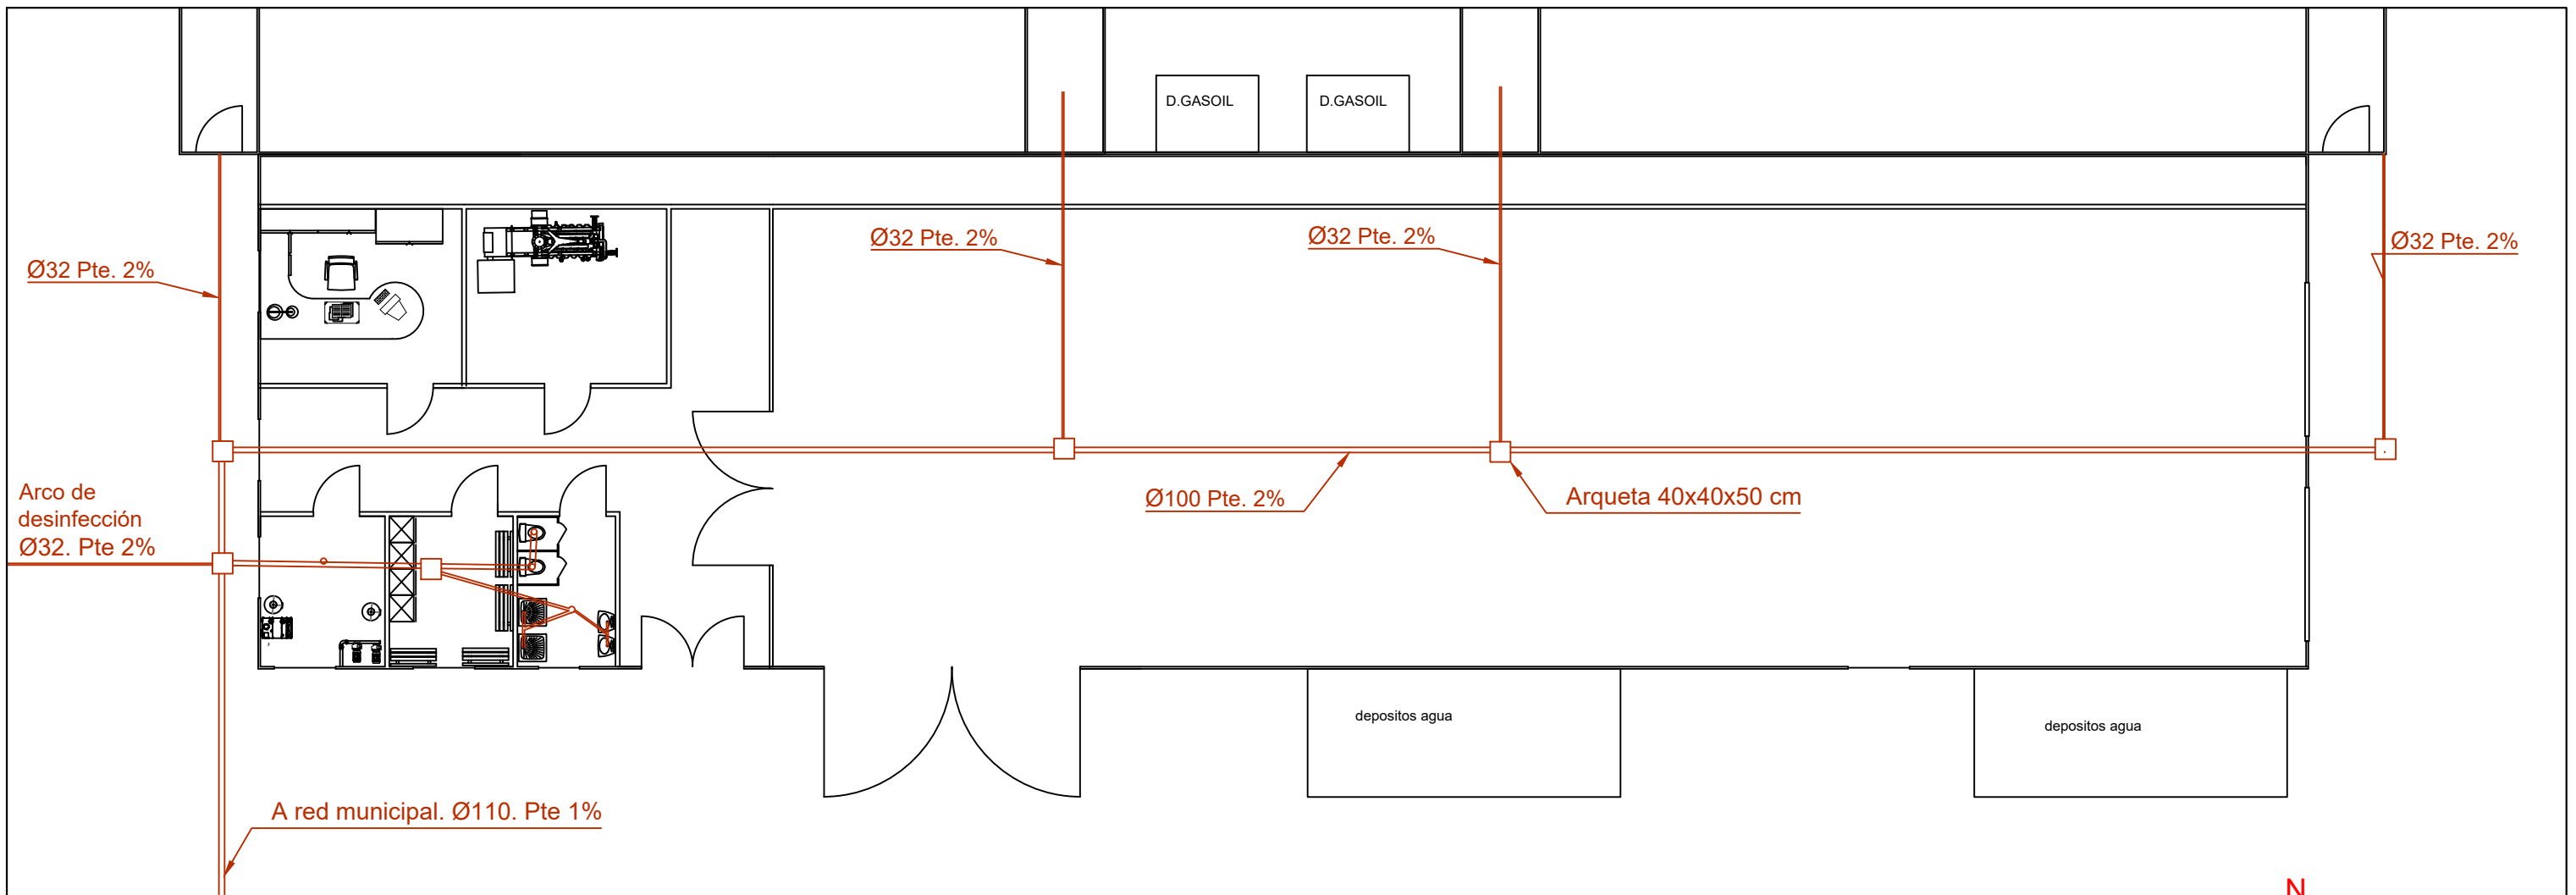 D.GASOIL
D.GASOIL
Ø32 Pte. 2%
Ø32 Pte. 2%
Ø32 Pte. 2%
Ø32 Pte. 2%
Arco de
desinfección
Ø32. Pte 2%
Ø100 Pte. 2%
Arqueta 40x40x50 cm
depositos agua
depositos agua
A red municipal. Ø110. Pte 1%
N